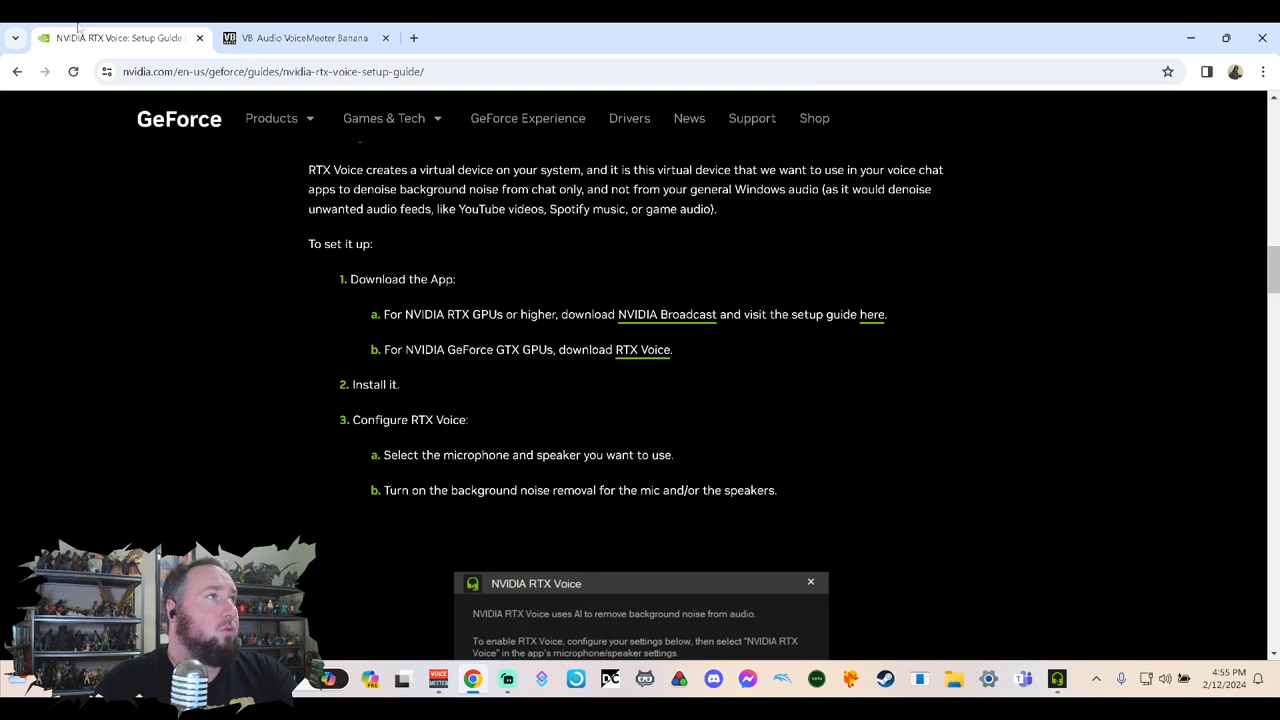 NVIDIA RTX Voice: Setup Guide
VB-Audio VoiceMeeter Banana
nvidia.com/en-us/geforce/guides/nvidia-rtx-voice-setup-guide/
GeForce
Products
Games & Tech
GeForce Experience
Drivers
News
Support
Shop
RTX Voice creates a virtual device on your system, and it is this virtual device that we want to use in your voice chat
apps to denoise background noise from chat only, and not from your general Windows audio (as it would denoise
unwanted audio feeds, like YouTube videos, Spotify music, or game audio).
To set it up:
1. Download the App:
a. For NVIDIA RTX GPUs or higher, download NVIDIA Broadcast and visit the setup guide here.
b. For NVIDIA GeForce GTX GPUs, download RTX Voice.
2. Install it.
3. Configure RTX Voice:
a. Select the microphone and speaker you want to use.
b. Turn on the background noise removal for the mic and/or the speakers.
NVIDIA RTX Voice
NVIDIA RTX Voice uses AI to remove background noise from audio.
To enable RTX Voice, configure your settings below, then select "NVIDIA RTX
Voice" in the app's microphone/speaker settings.
PRE
VOICE
MEETER
DC
4:55 PM
2/12/2024